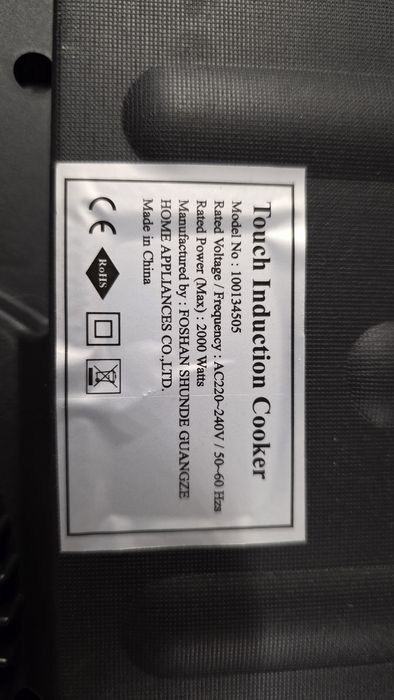 Touch Induction Cooker
Model No : 100134505
Rated Voltage / Frequency : AC220~240V / 50~60 Hzs
Rated Power (Max) : 2000 Watts
Manufactured by : FOSHAN SHUNDE GUANGZE
HOME APPLIANCES CO.,LTD.
Made in China
CE RoHS